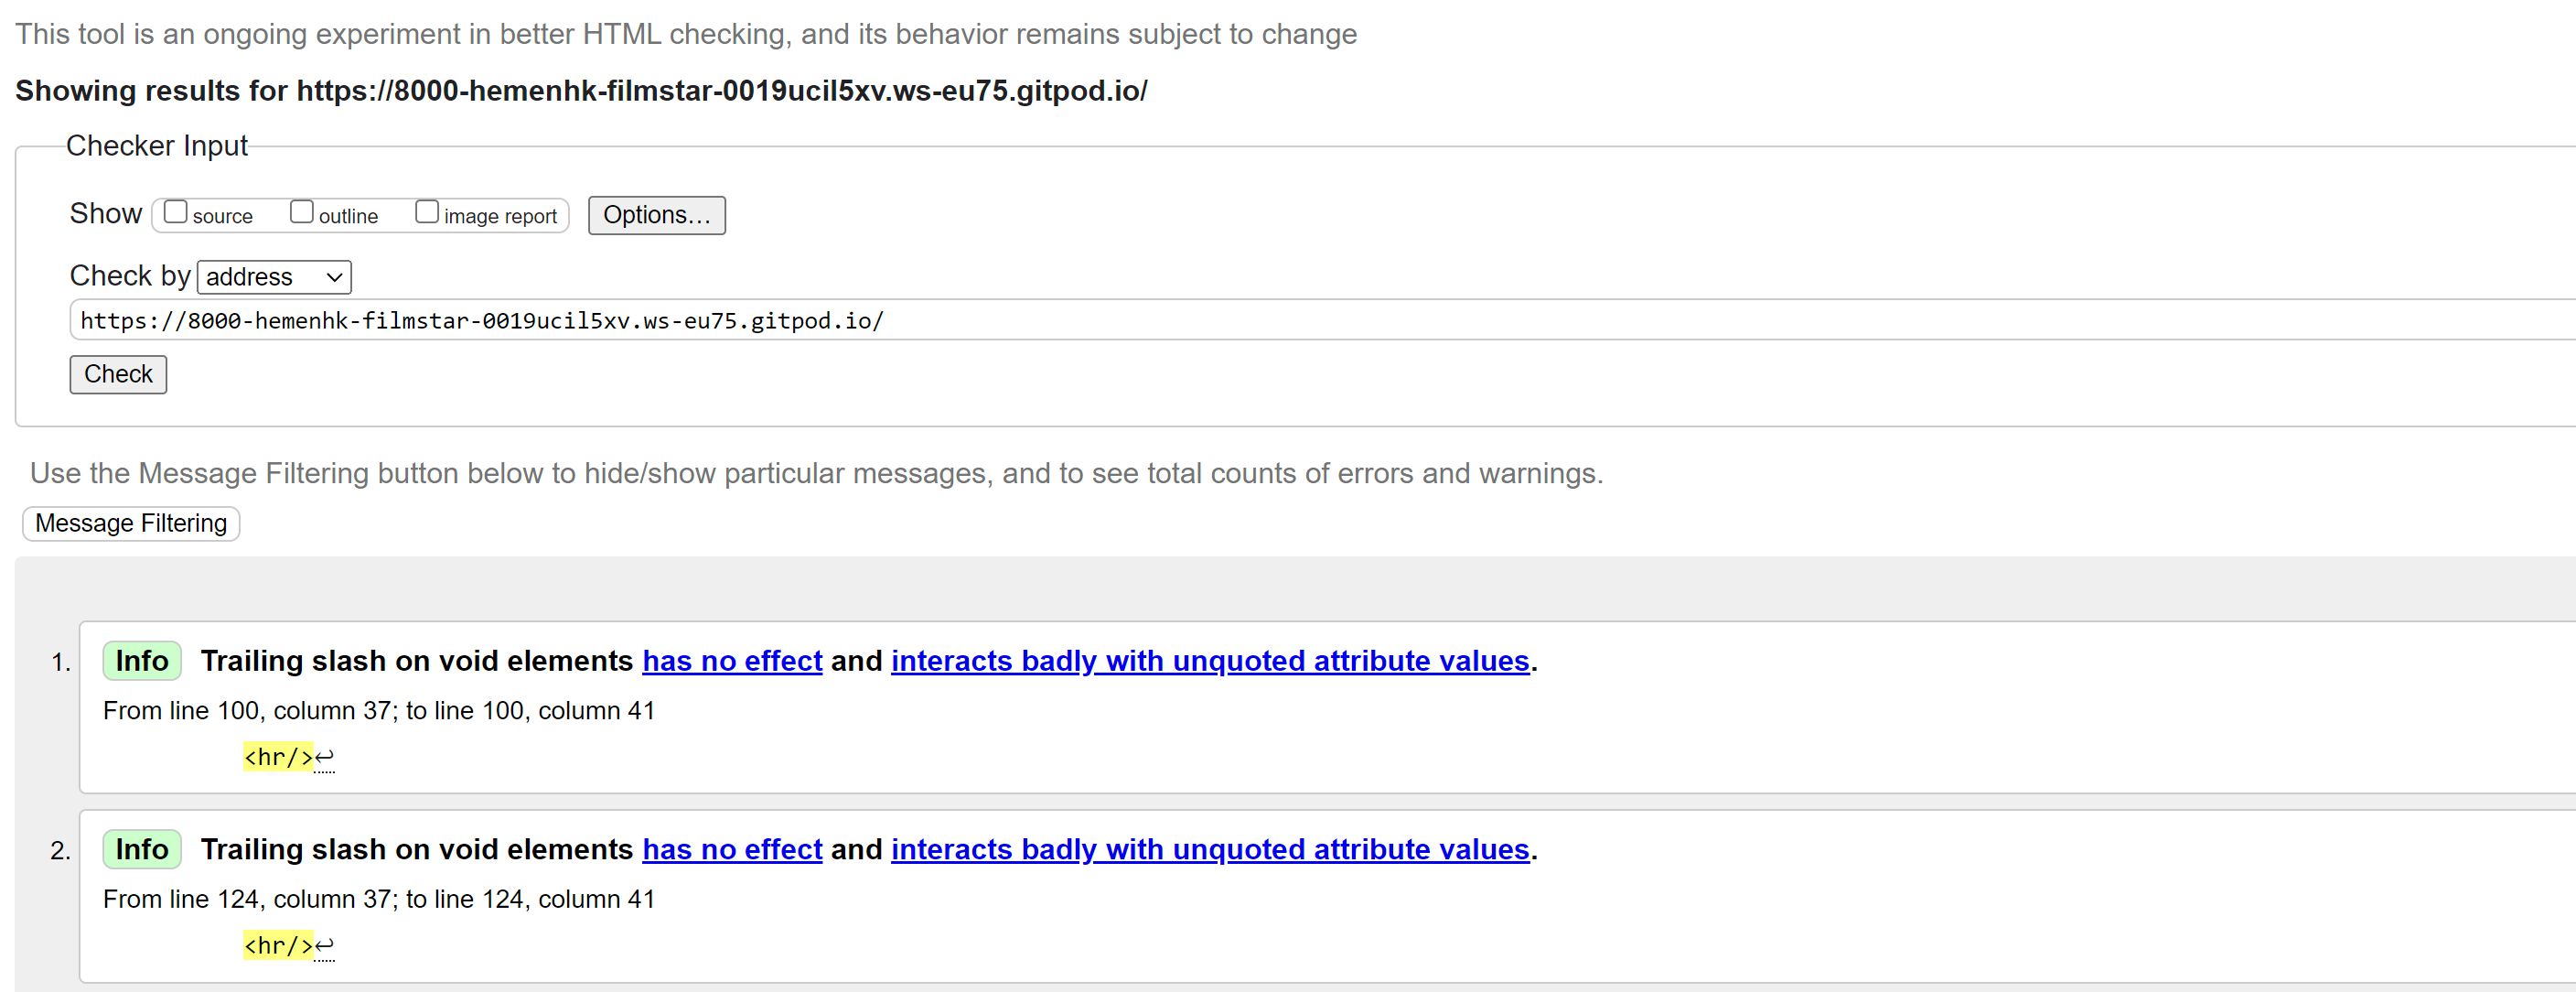 This tool is an ongoing experiment in better HTML checking, and its behavior remains subject to change
Showing results for https://8000-hemenhk-filmstar-0019ucil5xv.ws-eu75.gitpod.io/
Checker Input
Show source outline image report Options...
Check by address
https://8000-hemenhk-filmstar-0019ucil5xv.ws-eu75.gitpod.io/
Check
Use the Message Filtering button below to hide/show particular messages, and to see total counts of errors and warnings.
Message Filtering
1. Info Trailing slash on void elements has no effect and interacts badly with unquoted attribute values.
From line 100, column 37; to line 100, column 41
<hr/>↩
2. Info Trailing slash on void elements has no effect and interacts badly with unquoted attribute values.
From line 124, column 37; to line 124, column 41
<hr/>↩